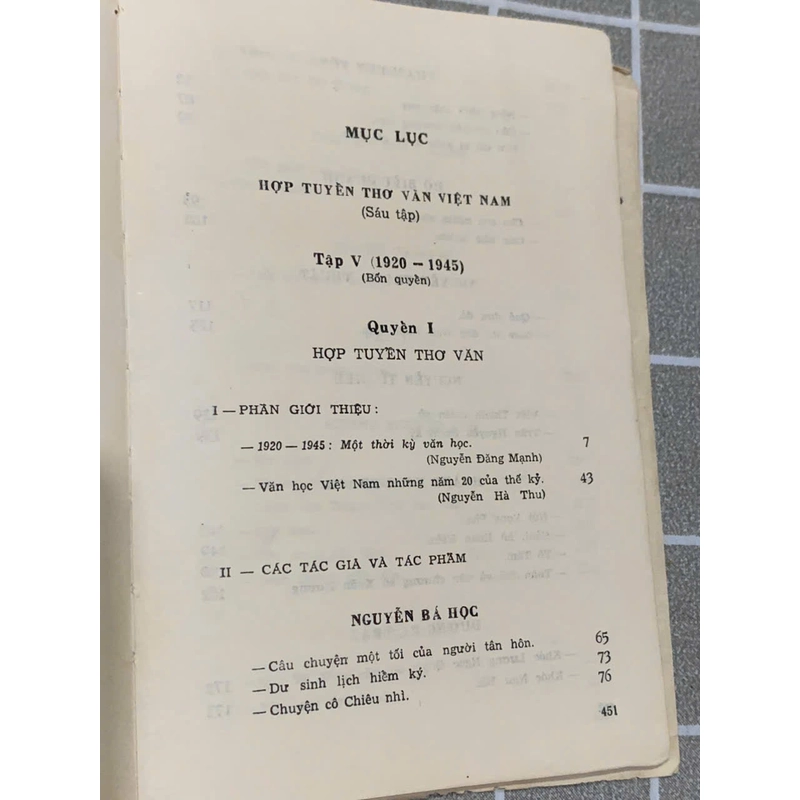 MỤC LỤC
HỢP TUYỂN THƠ VĂN VIỆT NAM
(Sáu tập)
Tập V (1920 — 1945)
(Bốn quyển)
Quyển I
HỢP TUYỂN THƠ VĂN
I — PHẦN GIỚI THIỆU :
— 1920 — 1945 : Một thời kỳ văn học. 7
(Nguyễn Đăng Mạnh)
— Văn học Việt Nam những năm 20 của thế kỷ. 43
(Nguyễn Hà Thu)
II — CÁC TÁC GIẢ VÀ TÁC PHẨM
NGUYỄN BÁ HỌC
— Câu chuyện một tối của người tân hôn. 65
— Dư sinh lịch hiểm ký. 73
— Chuyện cô Chiêu nhì. 76
451